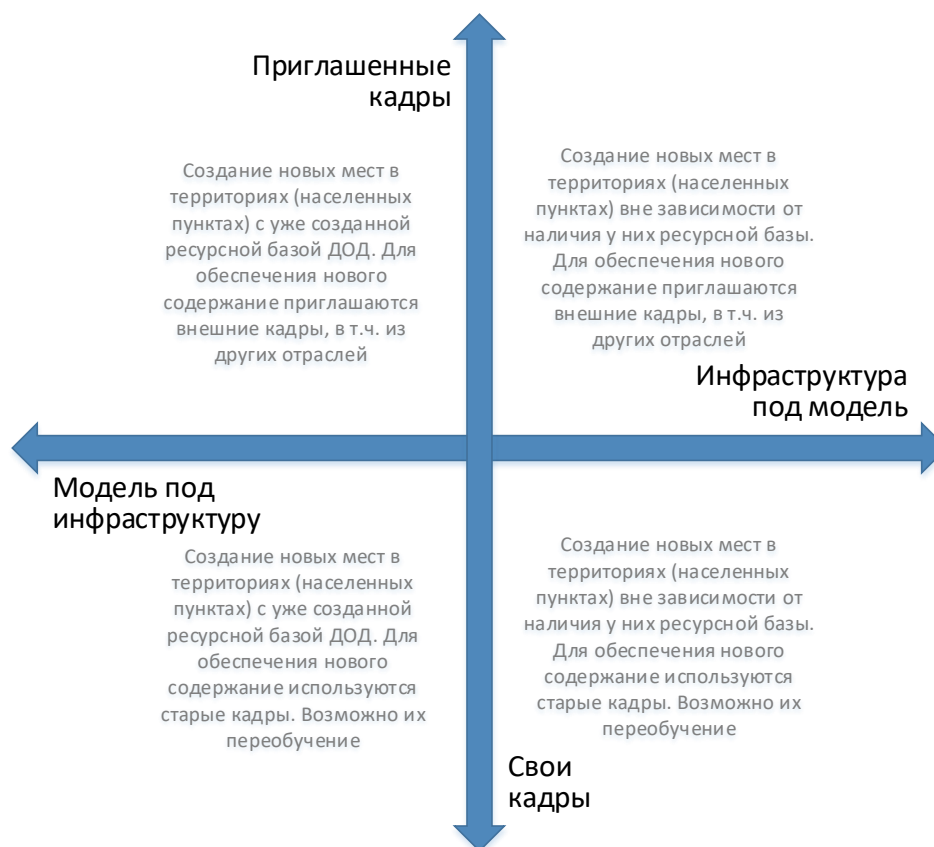 Приглашенные
кадры
Создание новых мест в
территориях (населенных
пунктах) с уже созданной
ресурсной базой ДОД. Для
обеспечения нового
содержание приглашаются
внешние кадры, в т.ч. из
других отраслей
Создание новых мест в
территориях (населенных
пунктах) вне зависимости от
наличия у них ресурсной базы.
Для обеспечения нового
содержание приглашаются
внешние кадры, в т.ч. из
других отраслей
Инфраструктура
под модель
Модель под
инфраструктуру
Создание новых мест в
территориях (населенных
пунктах) с уже созданной
ресурсной базой ДОД. Для
обеспечения нового
содержание используются
старые кадры. Возможно их
переобучение
Создание новых мест в
территориях (населенных
пунктах) вне зависимости от
наличия у них ресурсной базы.
Для обеспечения нового
содержание используются
старые кадры. Возможно их
переобучение
Свои
кадры